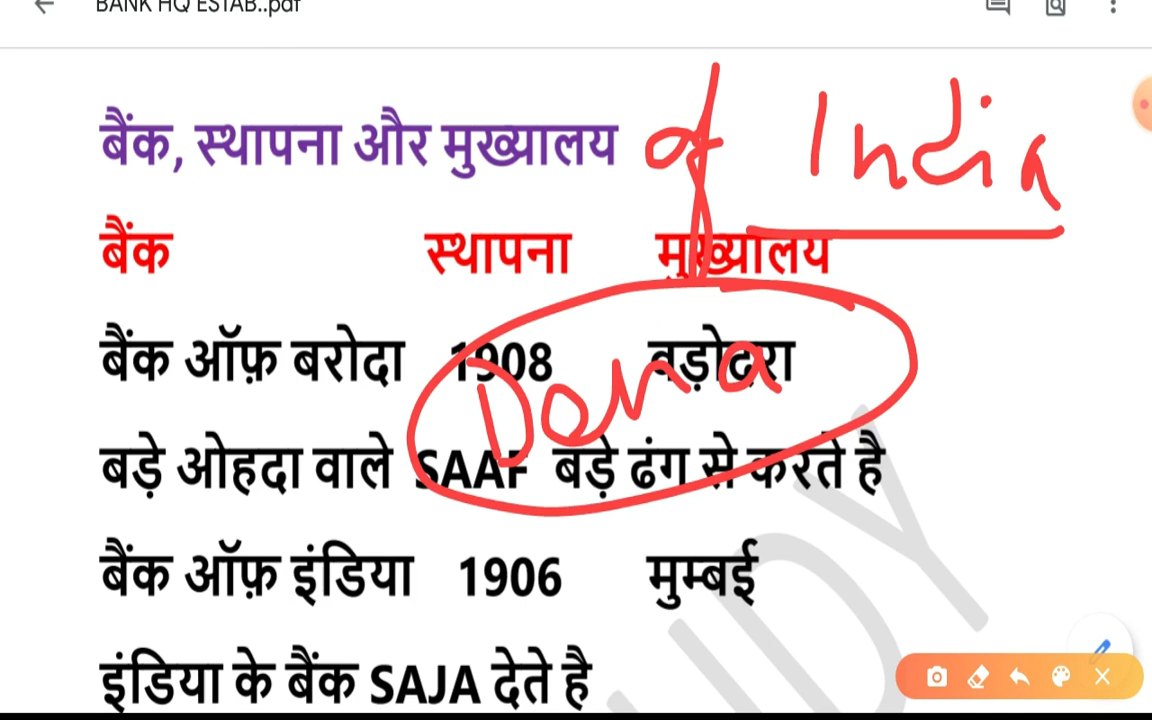 BANK HQ ESTAB..pdf
बैंक, स्थापना और मुख्यालय of India
बैंक स्थापना मुख्यालय
बैंक ऑफ़ बरोदा 1908 वड़ोदरा
Dena
बड़े ओहदा वाले SAAF बड़े ढंग से करते है
बैंक ऑफ़ इंडिया 1906 मुम्बई
इंडिया के बैंक SAJA देते है